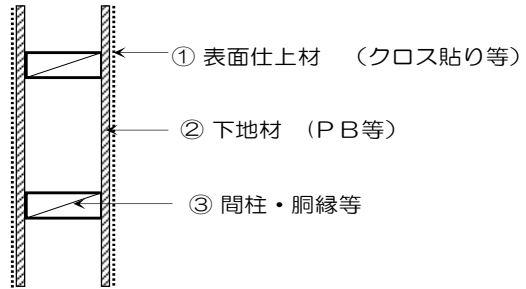 ① 表面仕上材　（クロス貼り等）
② 下地材　（ＰＢ等）
③ 間柱・胴縁等